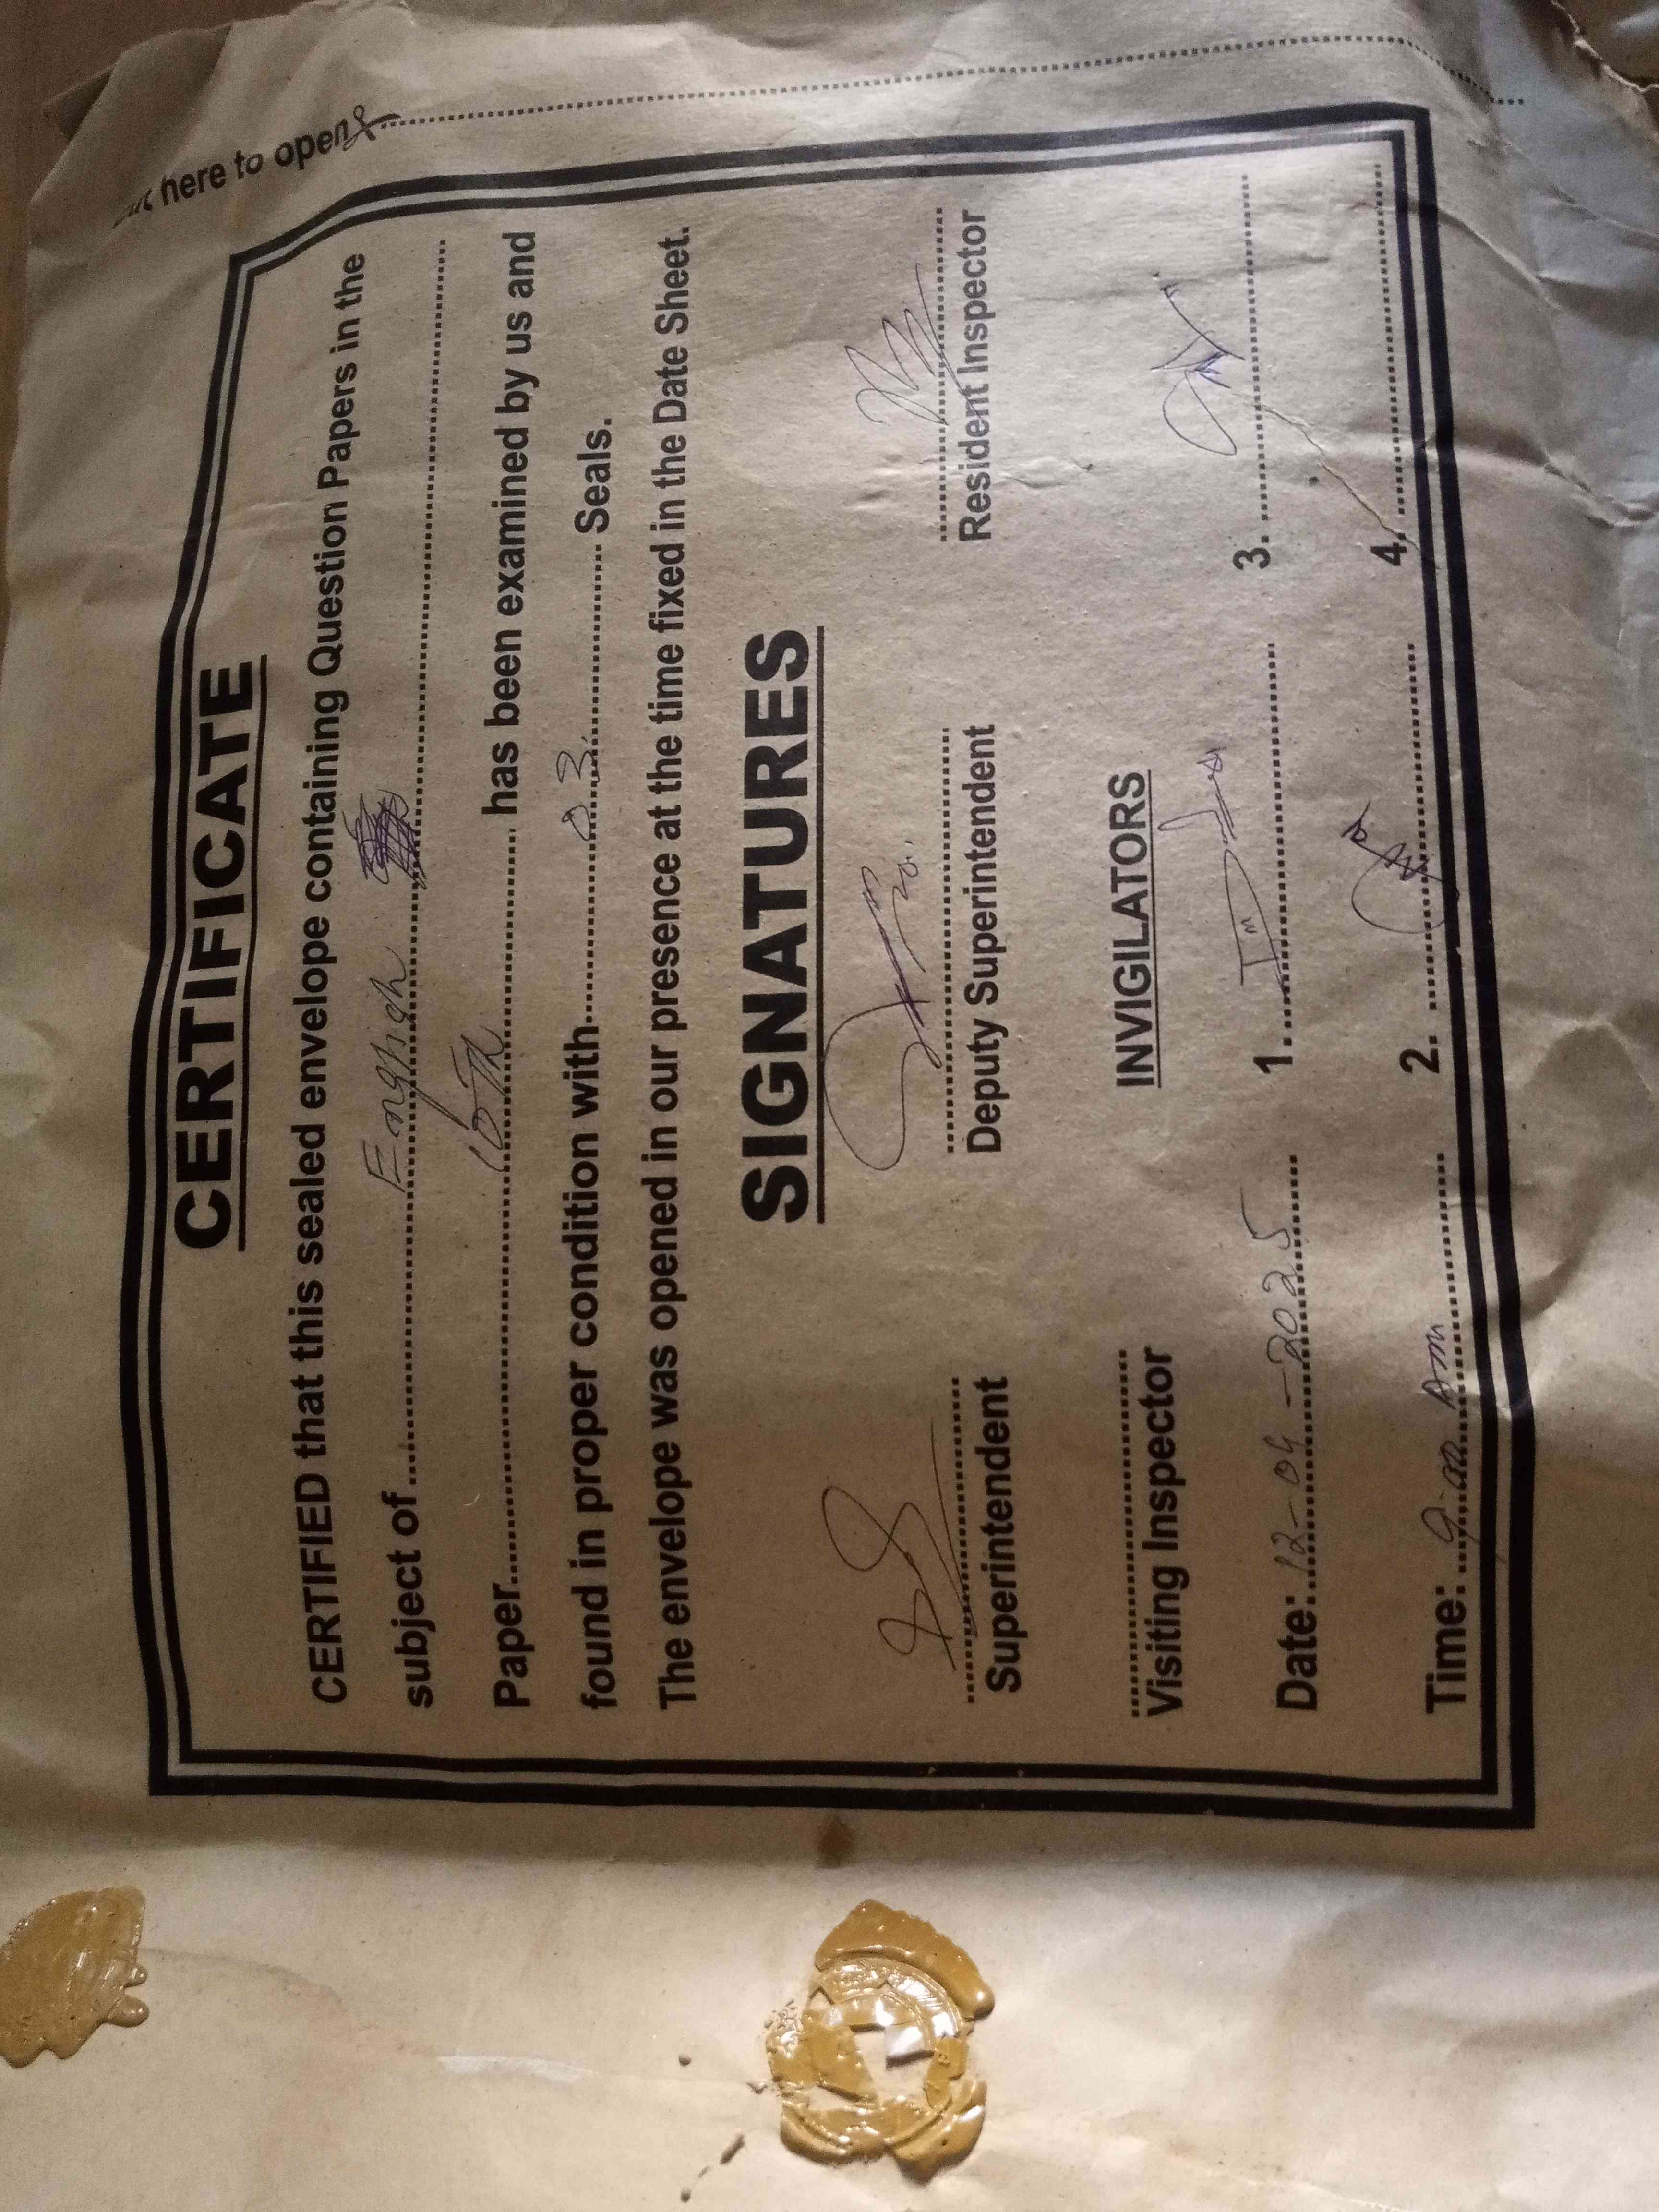 here to open
CERTIFICATE
CERTIFIED that this sealed envelope containing Question Papers in the
subject of.......... English ..........
Paper.......... 10th .......... has been examined by us and
found in proper condition with.......... 03 .......... Seals.
The envelope was opened in our presence at the time fixed in the Date Sheet.
SIGNATURES
Superintendent Deputy Superintendent Resident Inspector
Visiting Inspector INVIGILATORS
Date: 12-04-2025 1. 3.
Time: 9:00 Am 2. 4.